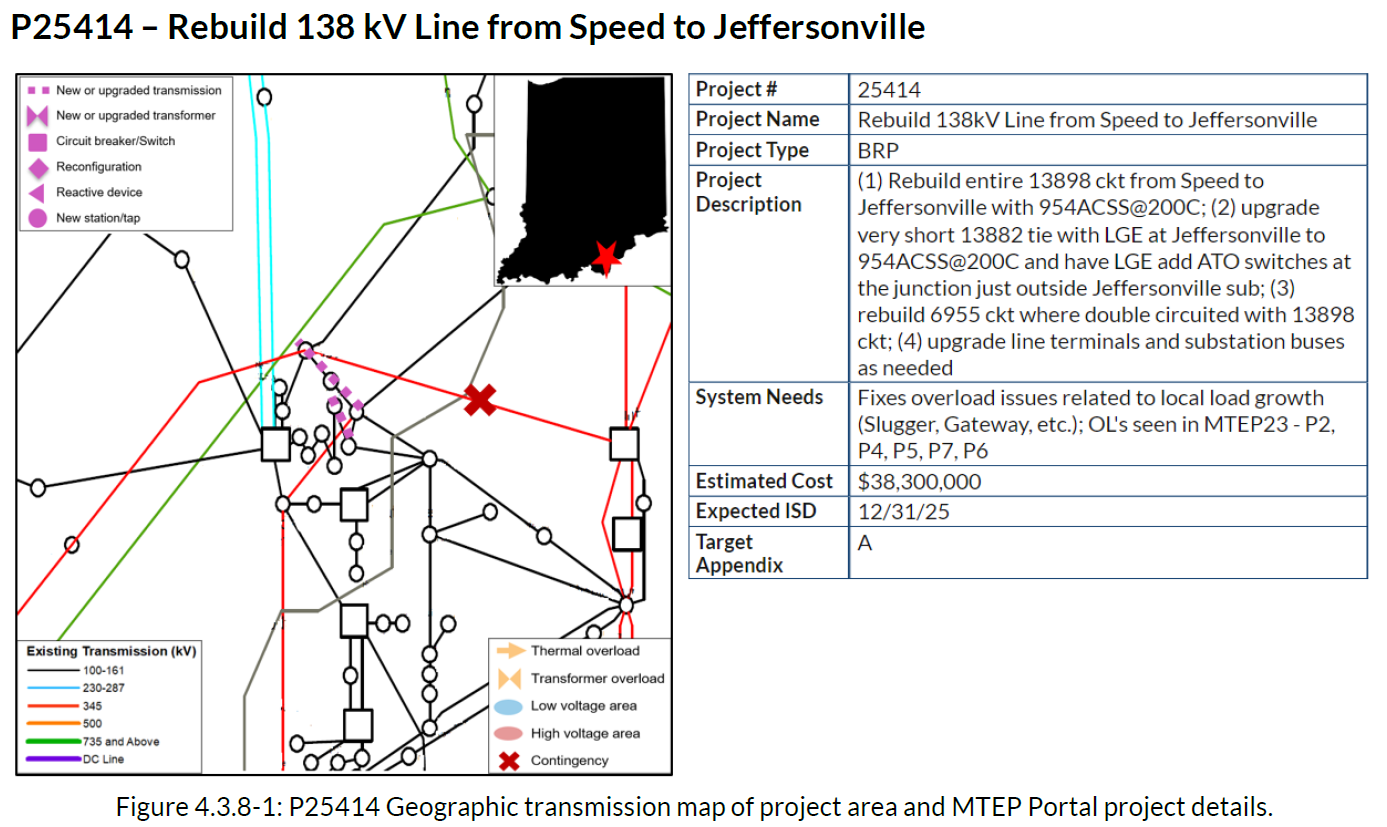 P25414 – Rebuild 138 kV Line from Speed to Jeffersonville
New or upgraded transmission
New or upgraded transformer
Circuit breaker/Switch
Reconfiguration
Reactive device
New station/tap
Existing Transmission (kV)
100-161
230-287
345
500
735 and Above
DC Line
Thermal overload
Transformer overload
Low voltage area
High voltage area
Contingency
Project # 25414
Project Name Rebuild 138kV Line from Speed to Jeffersonville
Project Type BRP
Project Description
(1) Rebuild entire 13898 ckt from Speed to
Jeffersonville with 954ACSS@200C; (2) upgrade
very short 13882 tie with LGE at Jeffersonville to
954ACSS@200C and have LGE add ATO switches at
the junction just outside Jeffersonville sub; (3)
rebuild 6955 ckt where double circuited with 13898
ckt; (4) upgrade line terminals and substation buses
as needed
System Needs Fixes overload issues related to local load growth
(Slugger, Gateway, etc.); OL's seen in MTEP23 - P2,
P4, P5, P7, P6
Estimated Cost $38,300,000
Expected ISD 12/31/25
Target Appendix A
Figure 4.3.8-1: P25414 Geographic transmission map of project area and MTEP Portal project details.